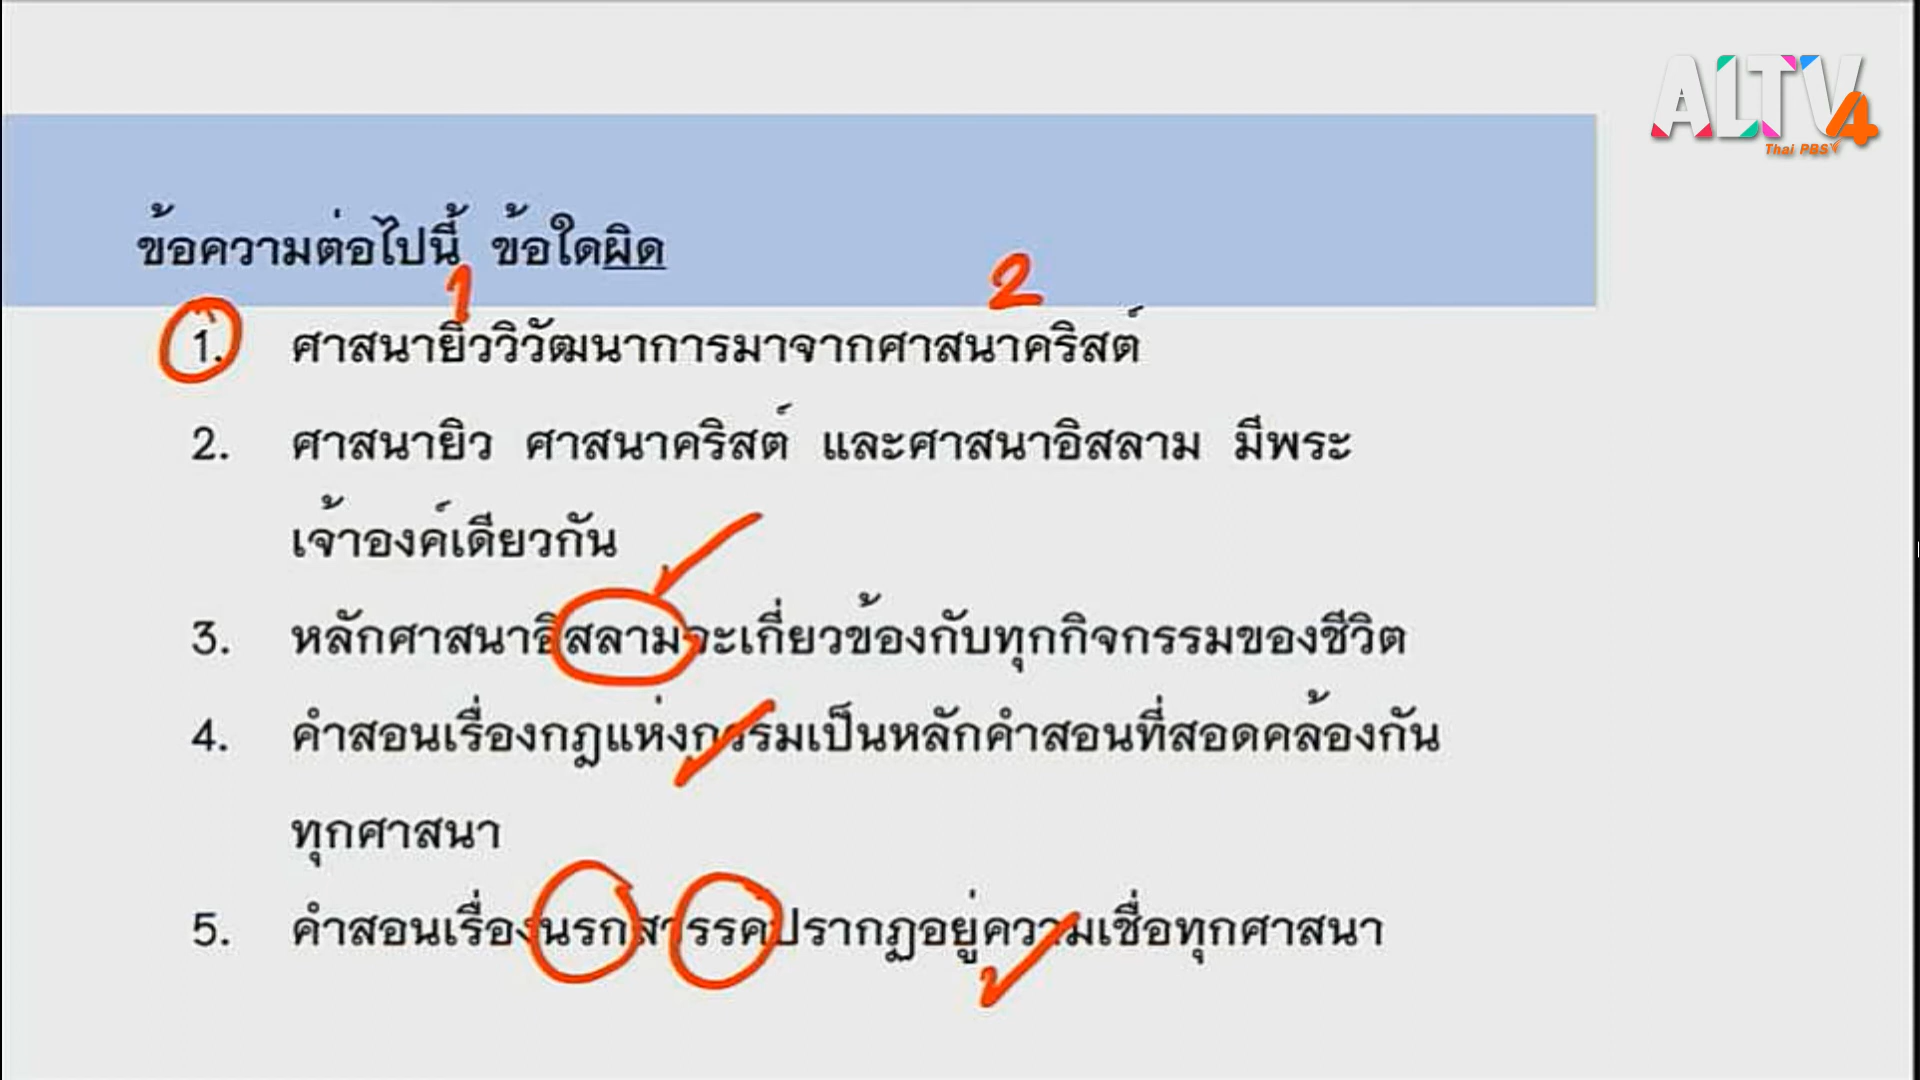 ALTV4
Thai PBS
ข้อความต่อไปนี้ ข้อใดผิด
1 2
1. ศาสนายิววิวัฒนาการมาจากศาสนาคริสต์
2. ศาสนายิว ศาสนาคริสต์ และศาสนาอิสลาม มีพระ
เจ้าองค์เดียวกัน
3. หลักศาสนาอิสลามจะเกี่ยวข้องกับทุกกิจกรรมของชีวิต
4. คำสอนเรื่องกฎแห่งกรรมเป็นหลักคำสอนที่สอดคล้องกัน
ทุกศาสนา
5. คำสอนเรื่องนรกสวรรคปรากฏอยู่ความเชื่อทุกศาสนา